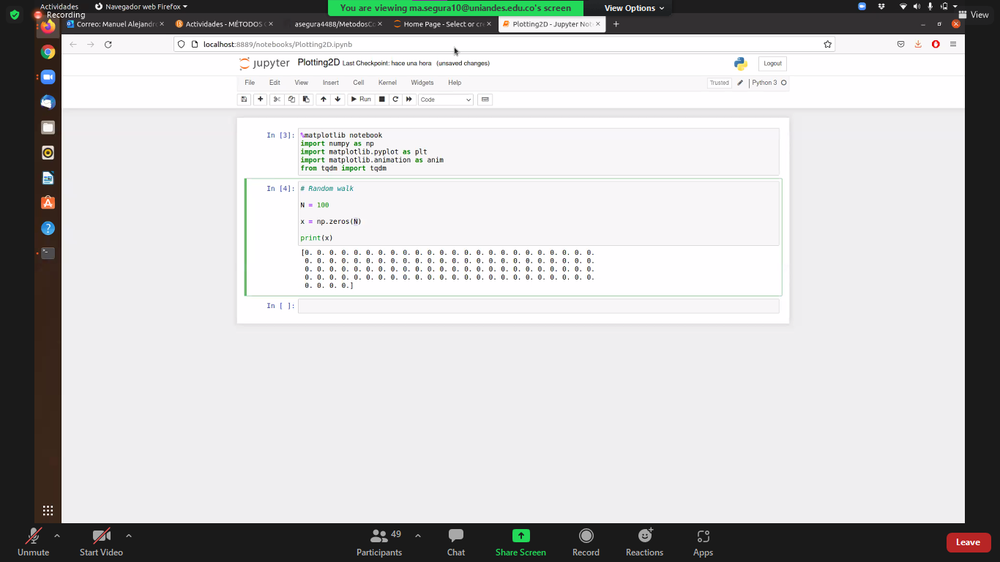 Actividades
Navegador web Firefox
You are viewing ma.segura10@uniandes.edu.co's screen
View Options
Recording
View
Correo: Manuel Alejandr
Actividades - MÉTODOS
asegura4488/MetodosCo
Home Page - Select or cre
Plotting2D - Jupyter Not
localhost:8889/notebooks/Plotting2D.ipynb
jupyter Plotting2D Last Checkpoint: hace una hora (unsaved changes)
Logout
File Edit View Insert Cell Kernel Widgets Help
Trusted
Python 3
Run
Code
In [3]: %matplotlib notebook
import numpy as np
import matplotlib.pyplot as plt
import matplotlib.animation as anim
from tqdm import tqdm
In [4]: # Random walk
N = 100
x = np.zeros(N)
print(x)
[0. 0. 0. 0. 0. 0. 0. 0. 0. 0. 0. 0. 0. 0. 0. 0. 0. 0. 0. 0. 0. 0. 0. 0.
0. 0. 0. 0. 0. 0. 0. 0. 0. 0. 0. 0. 0. 0. 0. 0. 0. 0. 0. 0. 0. 0. 0. 0.
0. 0. 0. 0. 0. 0. 0. 0. 0. 0. 0. 0. 0. 0. 0. 0. 0. 0. 0. 0. 0. 0. 0. 0.
0. 0. 0. 0. 0. 0. 0. 0. 0. 0. 0. 0. 0. 0. 0. 0. 0. 0. 0. 0. 0. 0. 0. 0.
0. 0. 0. 0.]
In [ ]:
Unmute
Start Video
49
Participants
Chat
Share Screen
Record
Reactions
Apps
Leave